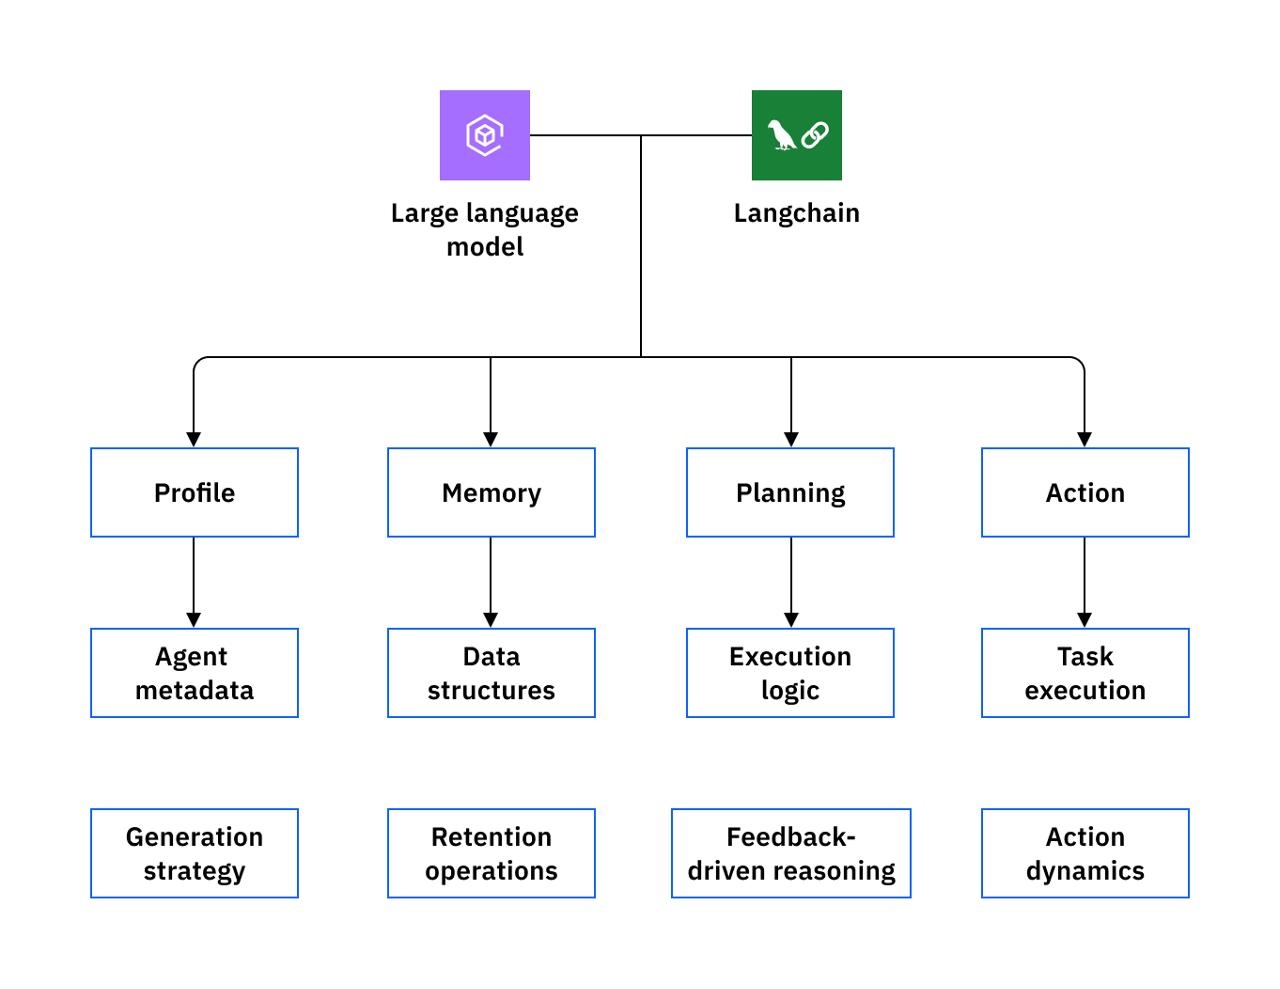 Large language
model
Langchain
Profile
Memory
Planning
Action
Agent
metadata
Data
structures
Execution
logic
Task
execution
Generation
strategy
Retention
operations
Feedback-
driven reasoning
Action
dynamics